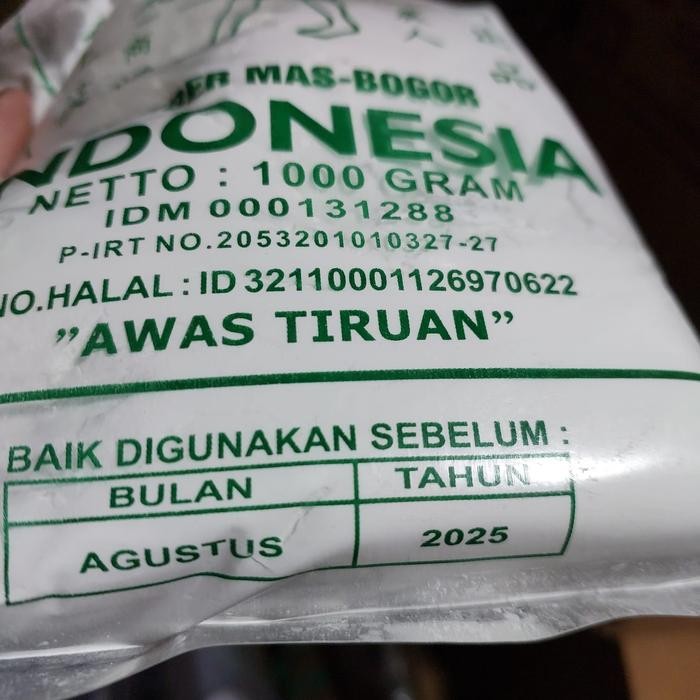 MAS-BOGOR
INDONESIA
NETTO : 1000 GRAM
IDM 000131288
P-IRT NO.2053201010327-27
NO.HALAL : ID 32110001126970622
"AWAS TIRUAN"
BAIK DIGUNAKAN SEBELUM :
BULAN TAHUN
AGUSTUS 2025